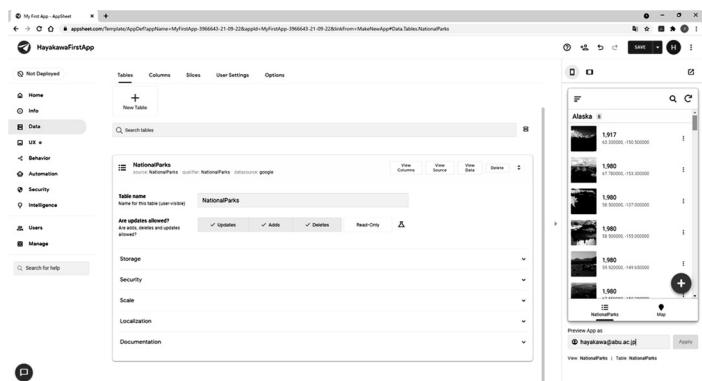 My First App - AppSheet
appsheet.com/Template/AppDef?appName=MyFirstApp-3966643-21-09-22&appId=MyFirstApp-3966643-21-09-22&linkFrom=MakeNewApp#Data.Tables.NationalParks
HayakawaFirstApp
SAVE
H
Not Deployed
Home
Info
Data
UX
Behavior
Automation
Security
Intelligence
Users
Manage
Search for help
Tables Columns Slices User Settings Options
New Table
Search tables
NationalParks
source: NationalParks qualifier: NationalParks datasource: google
View Columns
View Source
View Data
Delete
Table name
Name for this table (user-visible)
NationalParks
Are updates allowed?
Are adds, deletes and updates
allowed?
Updates Adds Deletes Read-Only
Storage
Security
Scale
Localization
Documentation
Alaska 8
1,917
63.330000, -150.500000
1,980
67.780000, -153.300000
1,980
58.500000, -137.000000
1,980
58.500000, -155.000000
1,980
59.920000, -149.650000
1,980
NationalParks Map
Preview App as
hayakawa@abu.ac.jp
Apply
View NationalParks | Table NationalParks